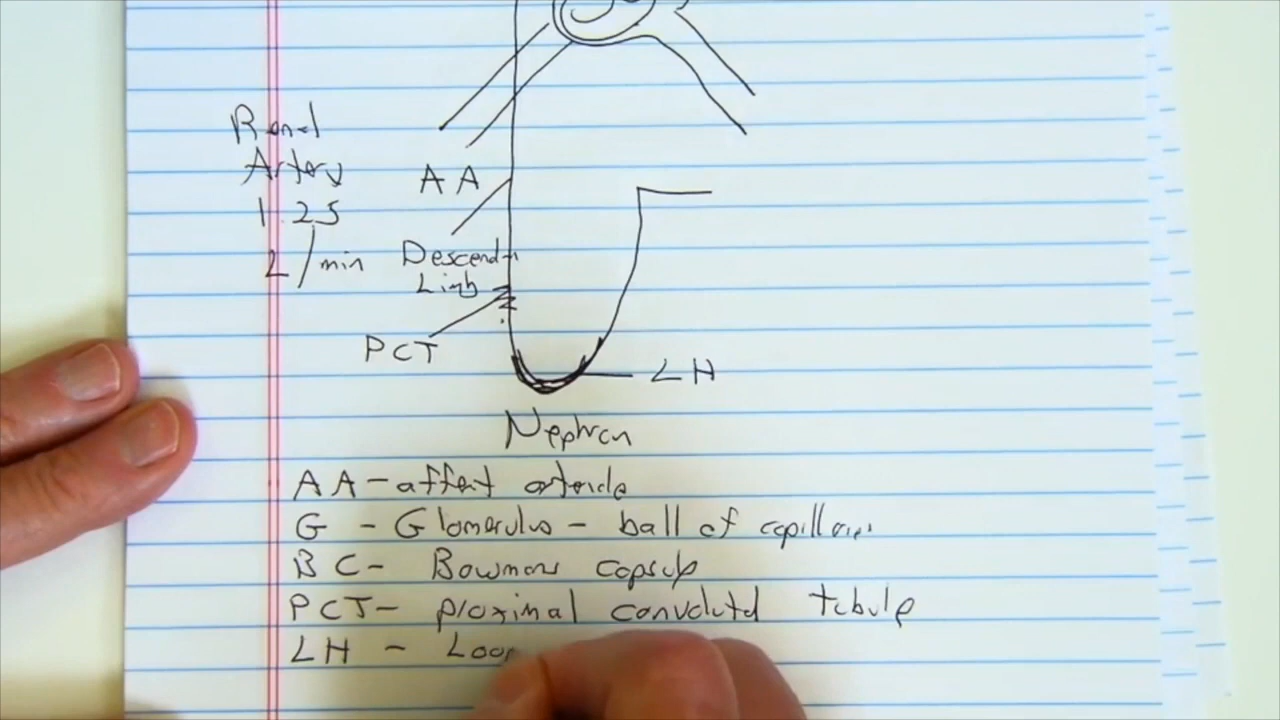 Renal
Artery
1.25
L/min
AA
Descend
Limb
PCT
LH
Nephron
AA - affent arteriole
G - Glomerulus - ball of capillaries
BC - Bowmans capsule
PCT - proximal convoluted tubule
LH - Loop